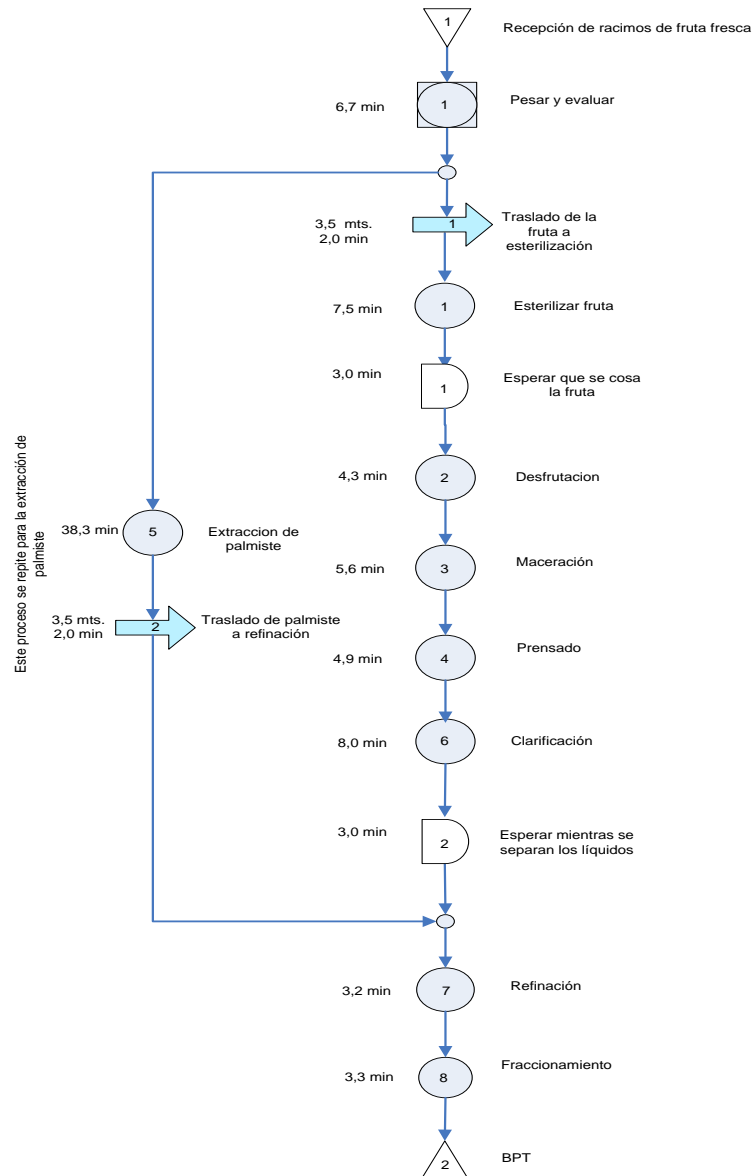 1
Recepción de racimos de fruta fresca
6,7 min
1
Pesar y evaluar
3,5 mts.
2,0 min
1
Traslado de la
fruta a
esterilización
7,5 min
1
Esterilizar fruta
3,0 min
1
Esperar que se cosa
la fruta
4,3 min
2
Desfrutacion
Este proceso se repite para la extracción de
palmiste
38,3 min
5
Extraccion de
palmiste
5,6 min
3
Maceración
3,5 mts.
2,0 min
2
Traslado de palmiste
a refinación
4,9 min
4
Prensado
8,0 min
6
Clarificación
3,0 min
2
Esperar mientras se
separan los líquidos
3,2 min
7
Refinación
3,3 min
8
Fraccionamiento
2
BPT